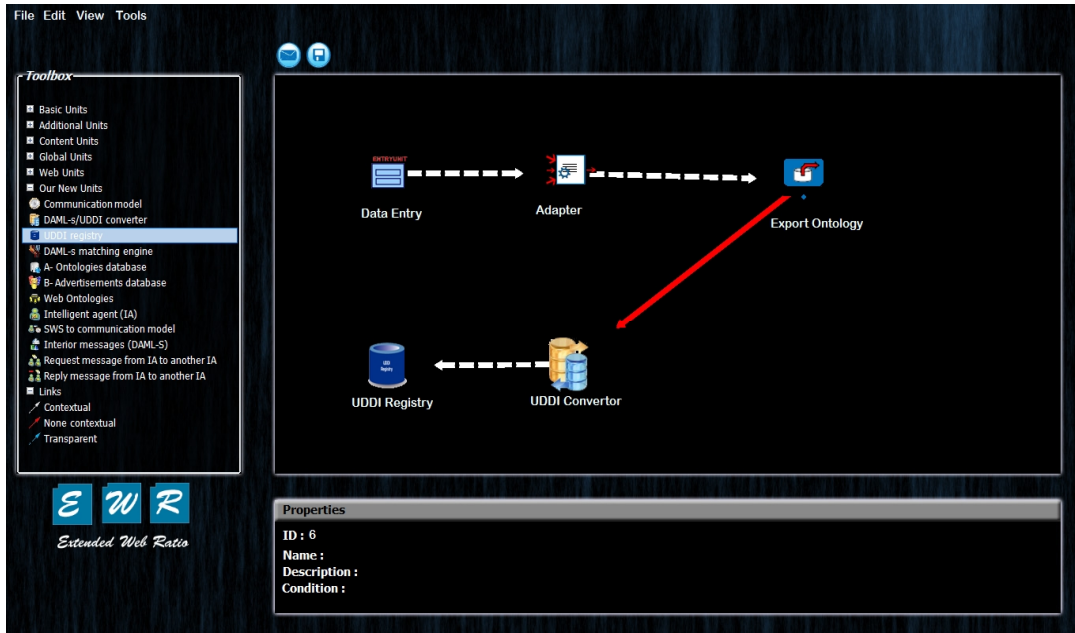 File Edit View Tools
Toolbox
Basic Units
Additional Units
Content Units
Global Units
Web Units
Our New Units
Communication model
DAML-s/UDDI converter
UDDI registry
DAML-s matching engine
A- Ontologies database
B- Advertisements database
Web Ontologies
Intelligent agent (IA)
SWS to communication model
Interior messages (DAML-S)
Request message from IA to another IA
Reply message from IA to another IA
Links
Contextual
None contextual
Transparent
E W R
Extended Web Ratio
ENTRYUNIT
Data Entry
Adapter
Export Ontology
UDDI
Registry
UDDI Registry
UDDI Convertor
Properties
ID : 6
Name :
Description :
Condition :